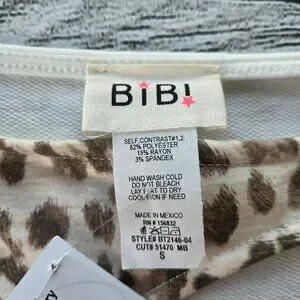 BiBi
SELF,CONTRAST#1,2:
82% POLYESTER
15% RAYON
3% SPANDEX
HAND WASH COLD
DO NOT BLEACH
LAY FLAT TO DRY
COOL IRON IF NEED
MADE IN MEXICO
RN # 156832
STYLE# BT2146-04
CUT# 51470 MB
S